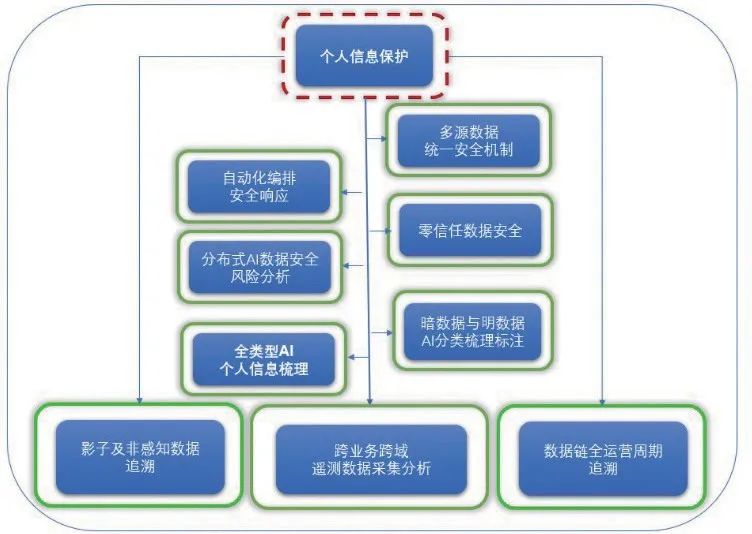 个人信息保护
多源数据
统一安全机制
自动化编排
安全响应
零信任数据安全
分布式AI数据安全
风险分析
暗数据与明数据
AI分类梳理标注
全类型AI
个人信息梳理
影子及非感知数据
追溯
跨业务跨域
遥测数据采集分析
数据链全运营周期
追溯